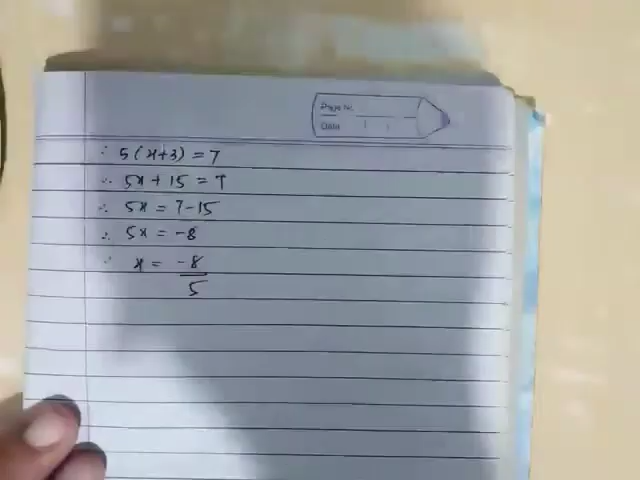 Page No.
Date
∴ 5(x+3) = 7
∴ 5x + 15 = 7
∴ 5x = 7-15
∴ 5x = -8
∴ x = -8/5